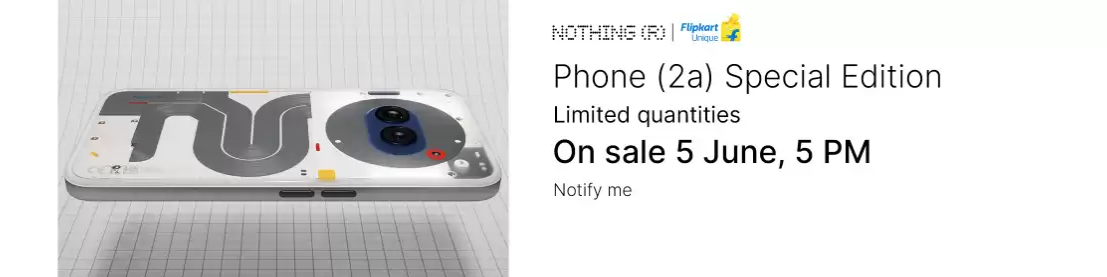 NOTHING (R) | Flipkart
Unique
Phone (2a) Special Edition
Limited quantities
On sale 5 June, 5 PM
Notify me